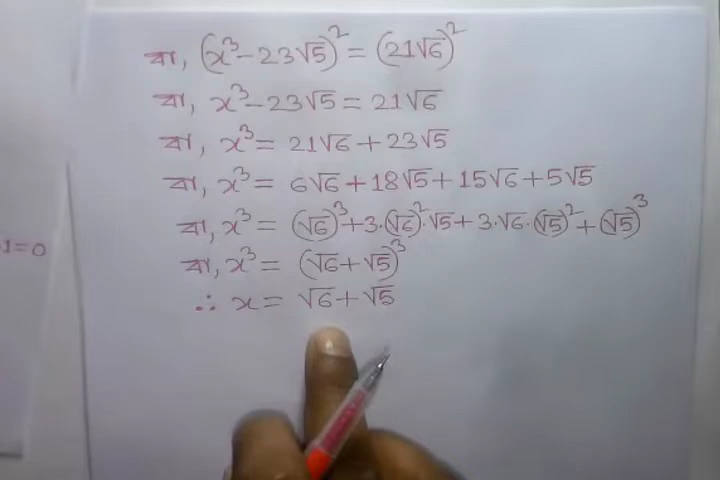 বা, (x³-23√5)² = (21√6)²
বা, x³-23√5 = 21√6
বা, x³ = 21√6+23√5
বা, x³ = 6√6+18√5+15√6+5√5
1=0
বা, x³ = (√6)³+3·(√6)²·√5+3·√6·(√5)²+(√5)³
বা, x³ = (√6+√5)³
∴ x = √6+√5